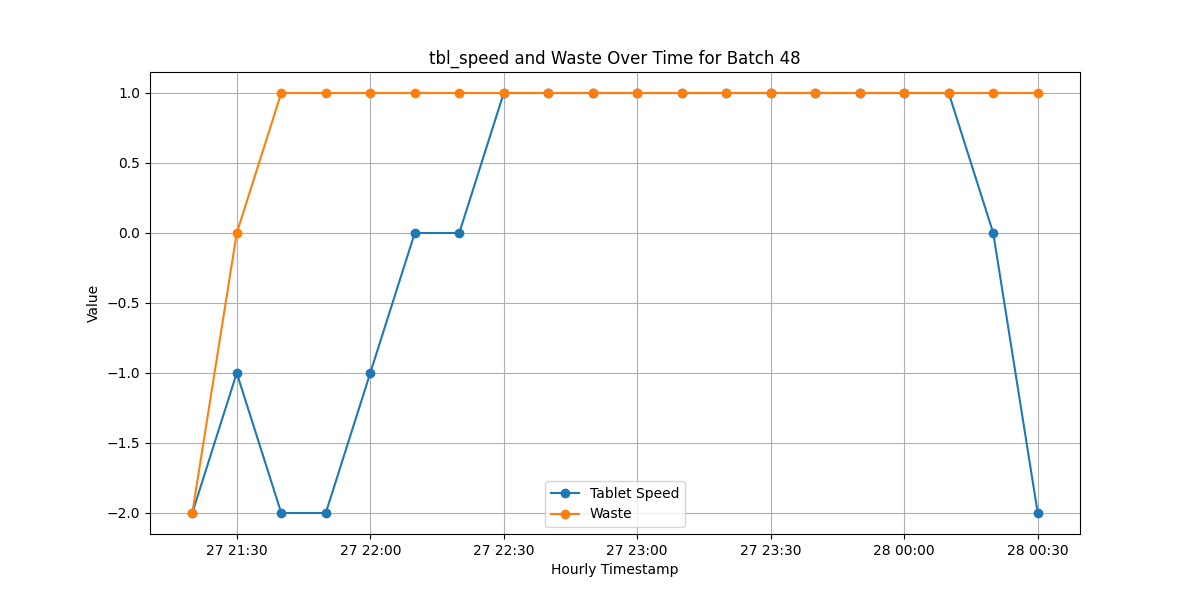 tbl_speed and Waste Over Time for Batch 48
Value
1.0
0.5
0.0
−0.5
−1.0
−1.5
−2.0
Tablet Speed
Waste
27 21:30 27 22:00 27 22:30 27 23:00 27 23:30 28 00:00 28 00:30
Hourly Timestamp